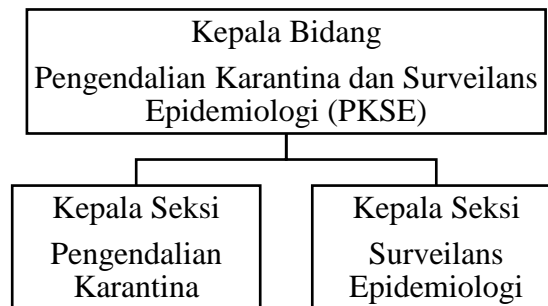 Kepala Bidang
Pengendalian Karantina dan Surveilans
Epidemiologi (PKSE)
Kepala Seksi
Pengendalian
Karantina
Kepala Seksi
Surveilans
Epidemiologi